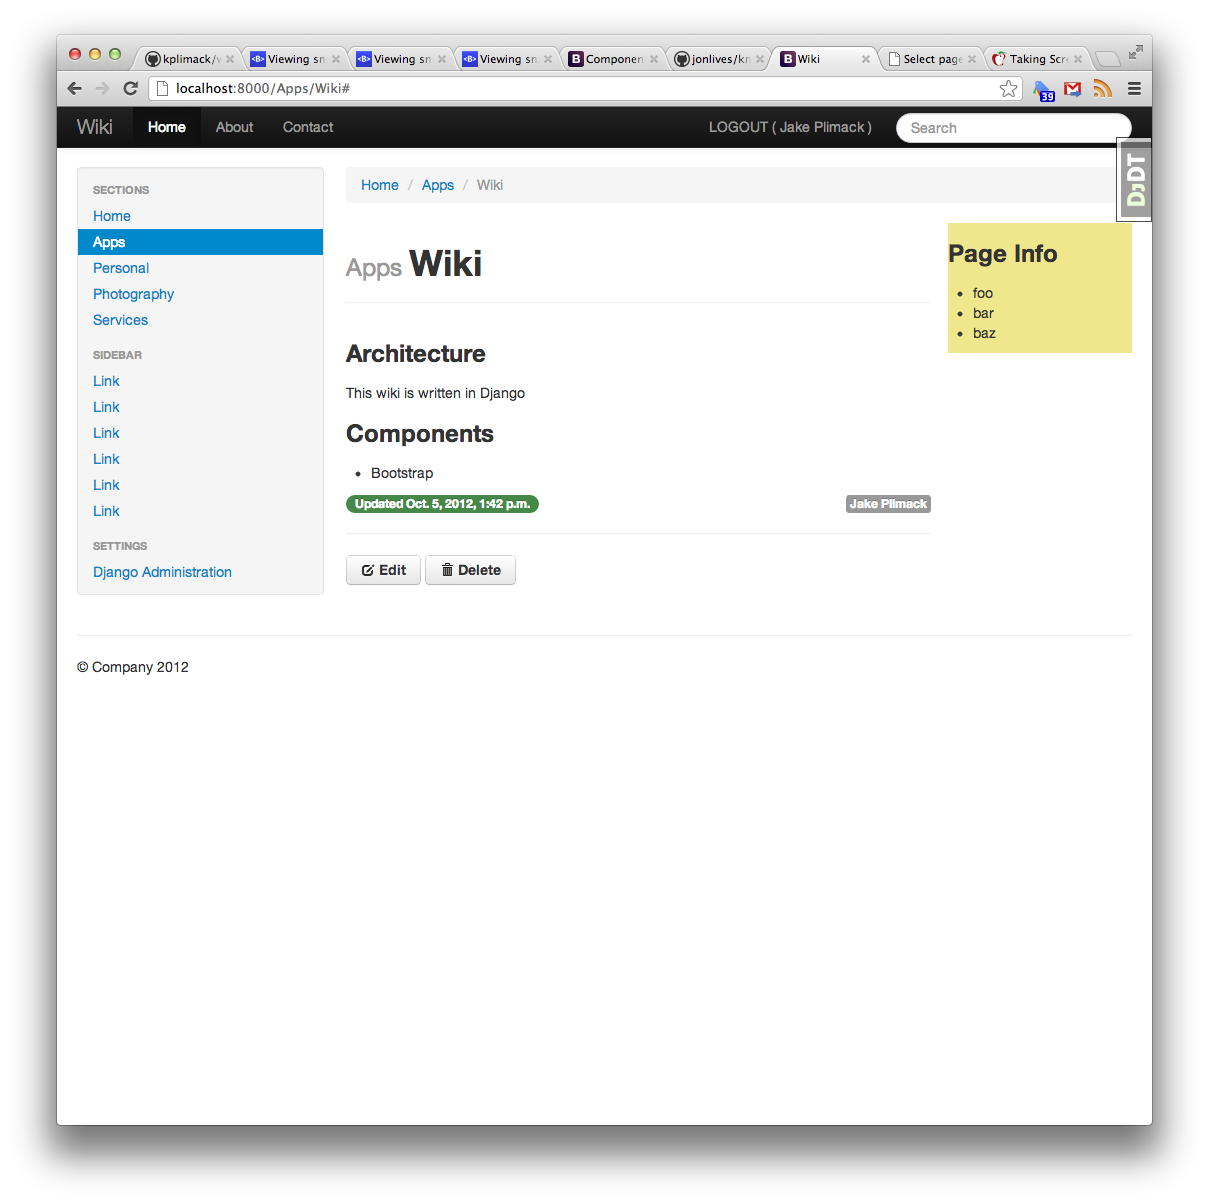 kplimack/w
<B> Viewing sn
<B> Viewing sn
<B> Viewing sn
B Componen
jonlives/kn
B Wiki
Select page
Taking Scre
localhost:8000/Apps/Wiki#
39
Wiki Home About Contact LOGOUT ( Jake Plimack ) Search
DJDT
SECTIONS
Home
Apps
Personal
Photography
Services
SIDEBAR
Link
Link
Link
Link
Link
Link
SETTINGS
Django Administration
Home / Apps / Wiki
Apps Wiki
Architecture
This wiki is written in Django
Components
• Bootstrap
Updated Oct. 5, 2012, 1:42 p.m. Jake Plimack
Edit Delete
Page Info
• foo
• bar
• baz
© Company 2012